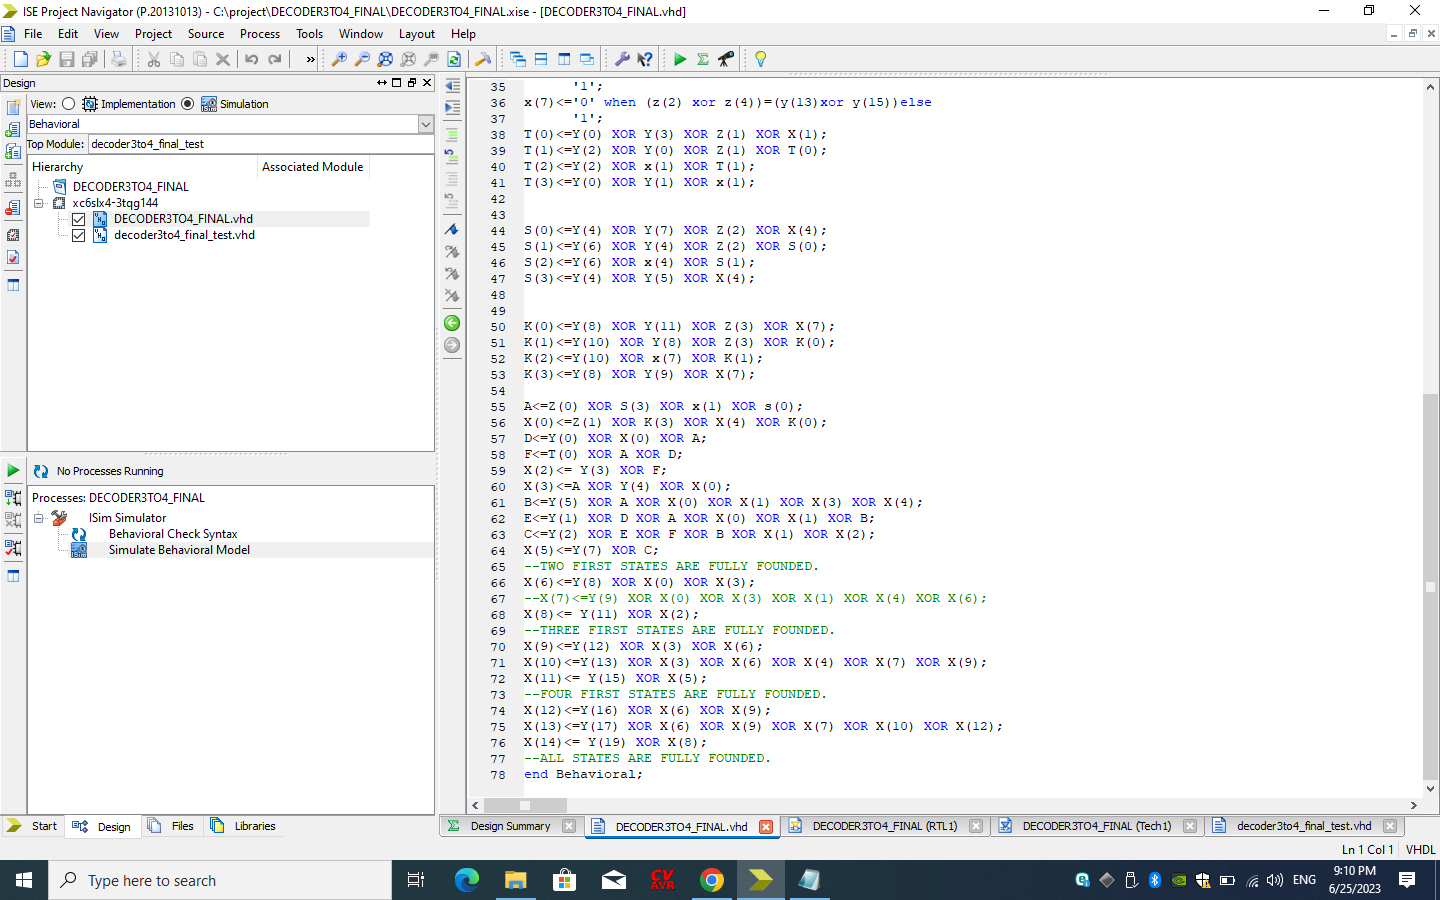 ISE Project Navigator (P.20131013) - C:\project\DECODER3TO4_FINAL\DECODER3TO4_FINAL.xise - [DECODER3TO4_FINAL.vhd]
File Edit View Project Source Process Tools Window Layout Help
Design
View: Implementation Simulation
Behavioral
Top Module: decoder3to4_final_test
Hierarchy Associated Module
DECODER3TO4_FINAL
xc6slx4-3tqg144
DECODER3TO4_FINAL.vhd
decoder3to4_final_test.vhd
No Processes Running
Processes: DECODER3TO4_FINAL
ISim Simulator
Behavioral Check Syntax
Simulate Behavioral Model
Start Design Files Libraries
35 '1';
36 x(7)<='0' when (z(2) xor z(4))=(y(13)xor y(15))else
37 '1';
38 T(0)<=Y(0) XOR Y(3) XOR Z(1) XOR X(1);
39 T(1)<=Y(2) XOR Y(0) XOR Z(1) XOR T(0);
40 T(2)<=Y(2) XOR x(1) XOR T(1);
41 T(3)<=Y(0) XOR Y(1) XOR x(1);
42
43
44 S(0)<=Y(4) XOR Y(7) XOR Z(2) XOR X(4);
45 S(1)<=Y(6) XOR Y(4) XOR Z(2) XOR S(0);
46 S(2)<=Y(6) XOR x(4) XOR S(1);
47 S(3)<=Y(4) XOR Y(5) XOR X(4);
48
49
50 K(0)<=Y(8) XOR Y(11) XOR Z(3) XOR X(7);
51 K(1)<=Y(10) XOR Y(8) XOR Z(3) XOR K(0);
52 K(2)<=Y(10) XOR x(7) XOR K(1);
53 K(3)<=Y(8) XOR Y(9) XOR X(7);
54
55 A<=Z(0) XOR S(3) XOR x(1) XOR s(0);
56 X(0)<=Z(1) XOR K(3) XOR X(4) XOR K(0);
57 D<=Y(0) XOR X(0) XOR A;
58 F<=T(0) XOR A XOR D;
59 X(2)<= Y(3) XOR F;
60 X(3)<=A XOR Y(4) XOR X(0);
61 B<=Y(5) XOR A XOR X(0) XOR X(1) XOR X(3) XOR X(4);
62 E<=Y(1) XOR D XOR A XOR X(0) XOR X(1) XOR B;
63 C<=Y(2) XOR E XOR F XOR B XOR X(1) XOR X(2);
64 X(5)<=Y(7) XOR C;
65 --TWO FIRST STATES ARE FULLY FOUNDED.
66 X(6)<=Y(8) XOR X(0) XOR X(3);
67 --X(7)<=Y(9) XOR X(0) XOR X(3) XOR X(1) XOR X(4) XOR X(6);
68 X(8)<= Y(11) XOR X(2);
69 --THREE FIRST STATES ARE FULLY FOUNDED.
70 X(9)<=Y(12) XOR X(3) XOR X(6);
71 X(10)<=Y(13) XOR X(3) XOR X(6) XOR X(4) XOR X(7) XOR X(9);
72 X(11)<= Y(15) XOR X(5);
73 --FOUR FIRST STATES ARE FULLY FOUNDED.
74 X(12)<=Y(16) XOR X(6) XOR X(9);
75 X(13)<=Y(17) XOR X(6) XOR X(9) XOR X(7) XOR X(10) XOR X(12);
76 X(14)<= Y(19) XOR X(8);
77 --ALL STATES ARE FULLY FOUNDED.
78 end Behavioral;
Design Summary DECODER3TO4_FINAL.vhd DECODER3TO4_FINAL (RTL1) DECODER3TO4_FINAL (Tech1) decoder3to4_final_test.vhd
Ln 1 Col 1 VHDL
Type here to search
CV
AVR
ENG
9:10 PM
6/25/2023